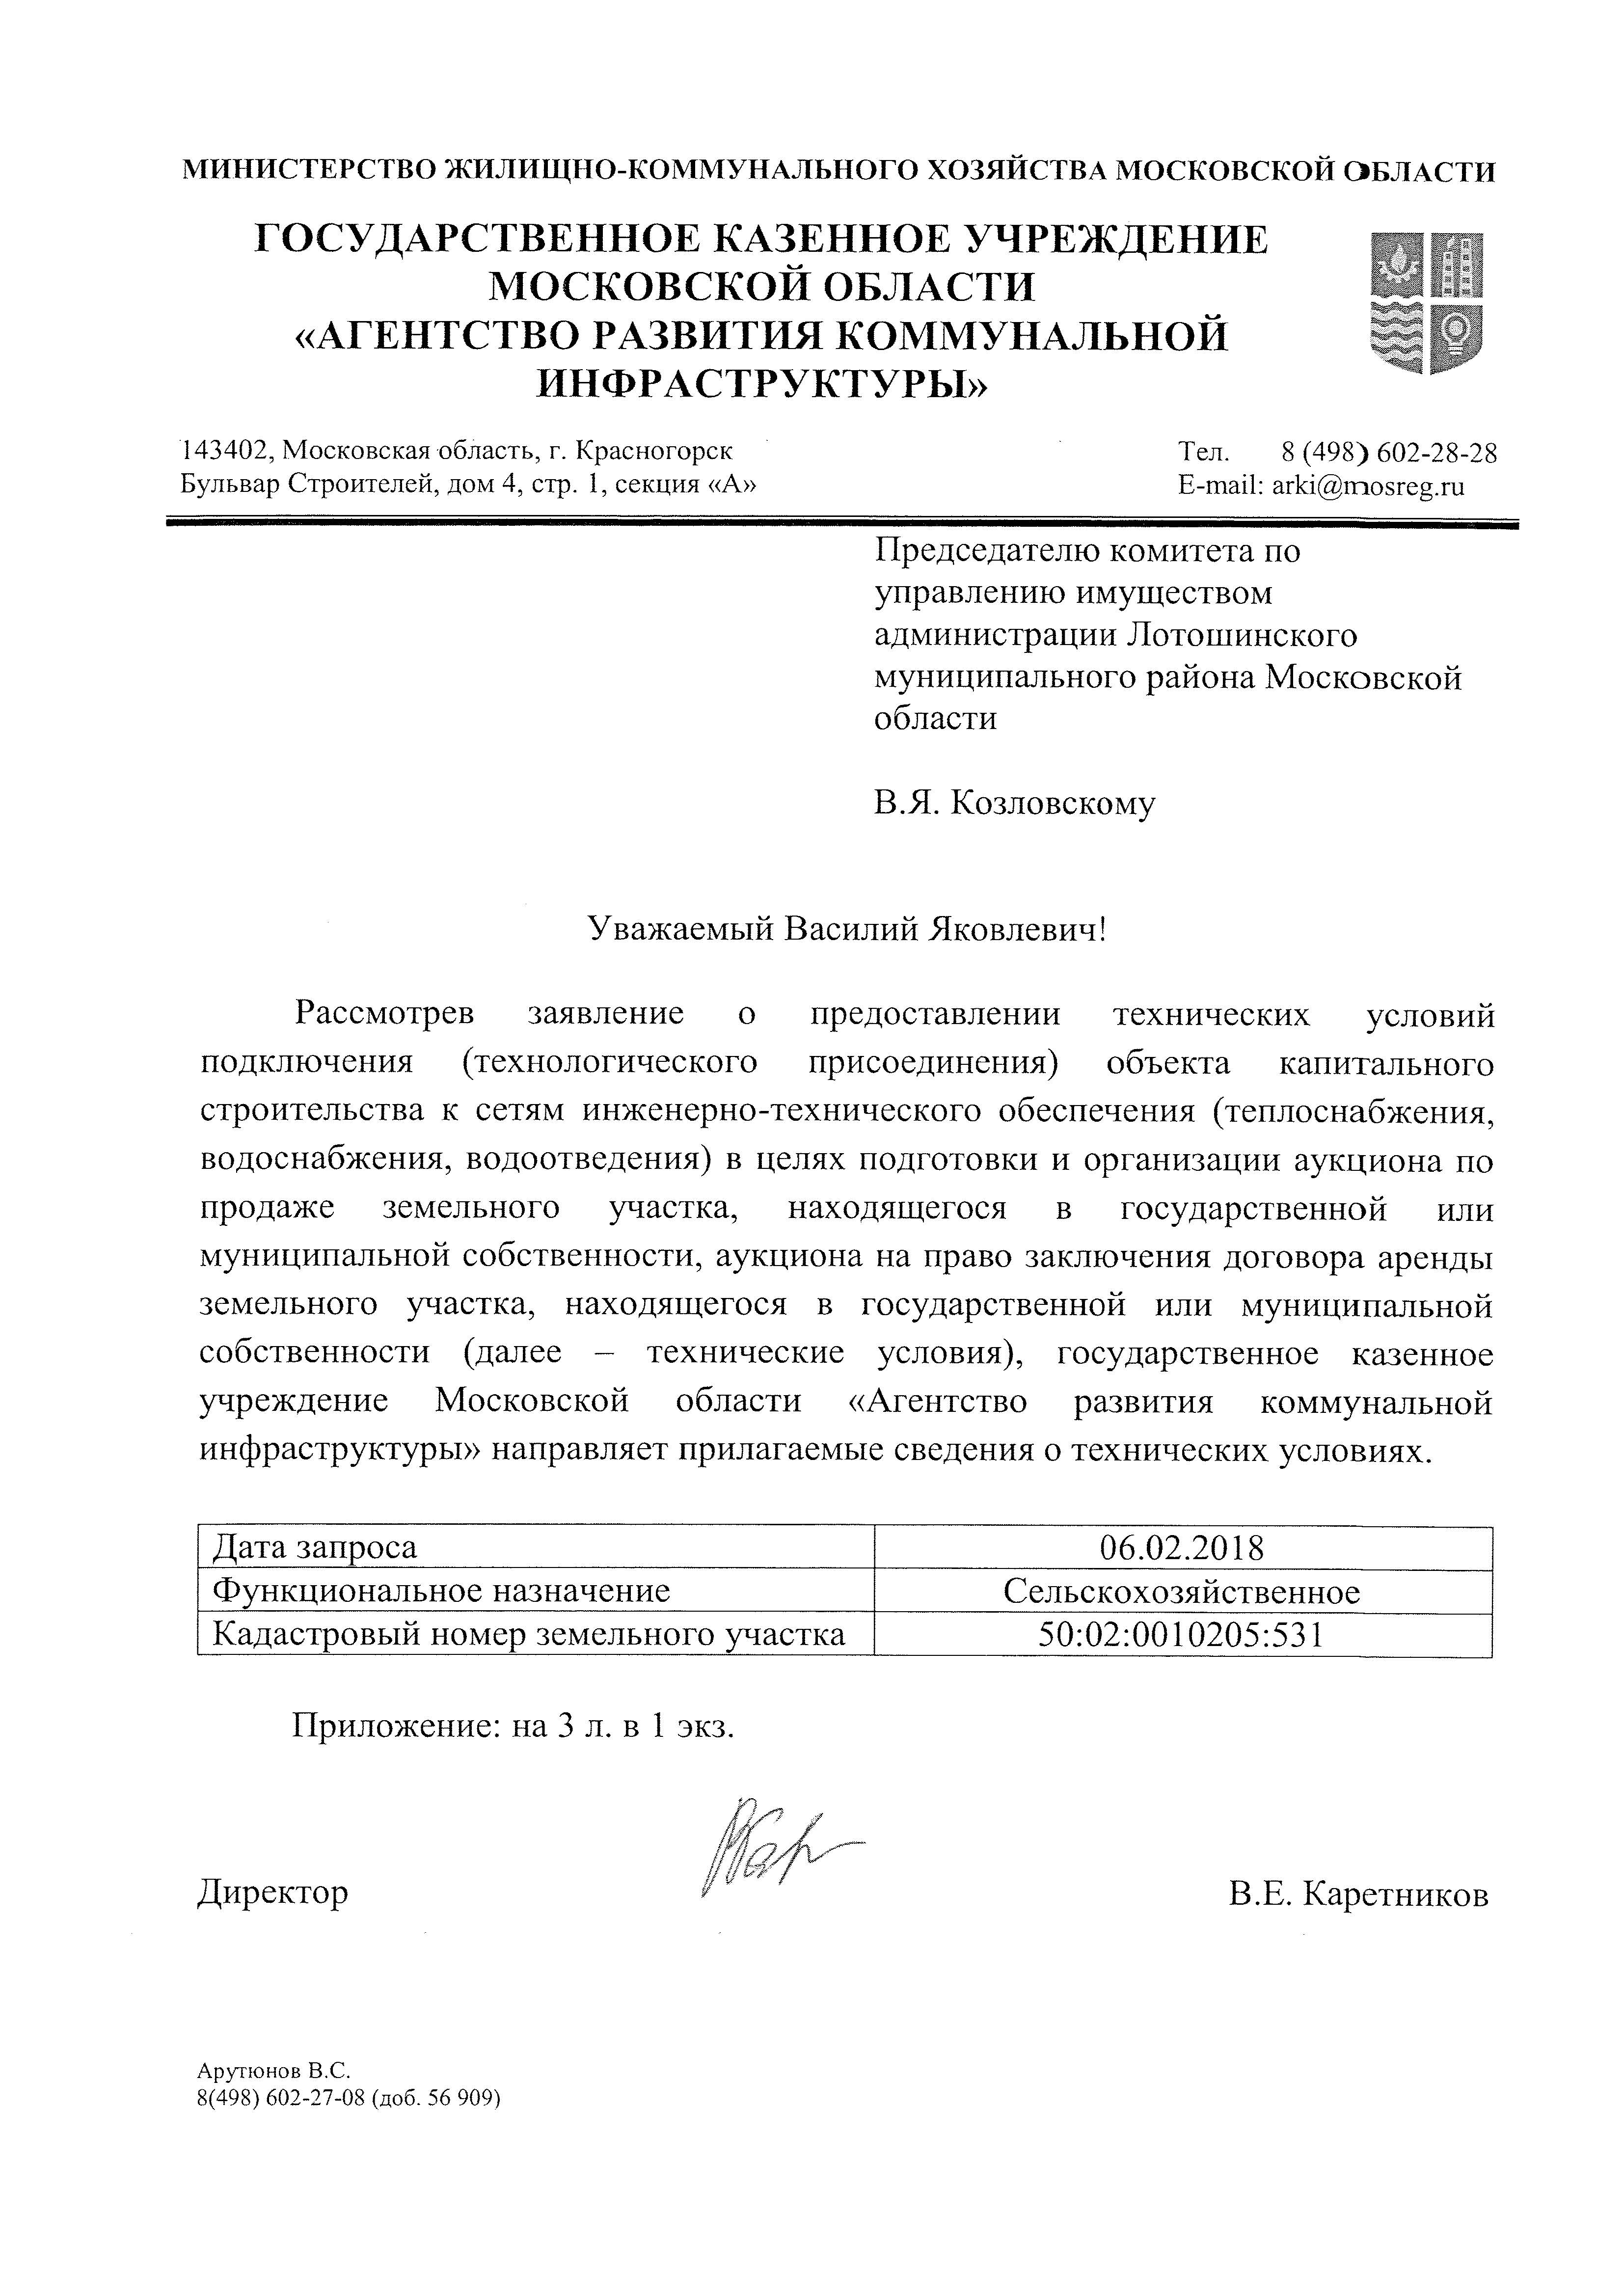 МИНИСТЕРСТВО ЖИЛИЩНО-КОММУНАЛЬНОГО ХОЗЯЙСТВА МОСКОВСКОЙ ОБЛАСТИ
ГОСУДАРСТВЕННОЕ КАЗЕННОЕ УЧРЕЖДЕНИЕ
МОСКОВСКОЙ ОБЛАСТИ
«АГЕНТСТВО РАЗВИТИЯ КОММУНАЛЬНОЙ
ИНФРАСТРУКТУРЫ»
143402, Московская область, г. Красногорск
Бульвар Строителей, дом 4, стр. 1, секция «А»
Тел. 8 (498) 602-28-28
E-mail: arki@mosreg.ru
Председателю комитета по
управлению имуществом
администрации Лотошинского
муниципального района Московской
области
В.Я. Козловскому
Уважаемый Василий Яковлевич!
Рассмотрев заявление о предоставлении технических условий
подключения (технологического присоединения) объекта капитального
строительства к сетям инженерно-технического обеспечения (теплоснабжения,
водоснабжения, водоотведения) в целях подготовки и организации аукциона по
продаже земельного участка, находящегося в государственной или
муниципальной собственности, аукциона на право заключения договора аренды
земельного участка, находящегося в государственной или муниципальной
собственности (далее – технические условия), государственное казенное
учреждение Московской области «Агентство развития коммунальной
инфраструктуры» направляет прилагаемые сведения о технических условиях.
Дата запроса 06.02.2018
Функциональное назначение Сельскохозяйственное
Кадастровый номер земельного участка 50:02:0010205:531
Приложение: на 3 л. в 1 экз.
Директор В.Е. Каретников
Арутюнов В.С.
8(498) 602-27-08 (доб. 56 909)